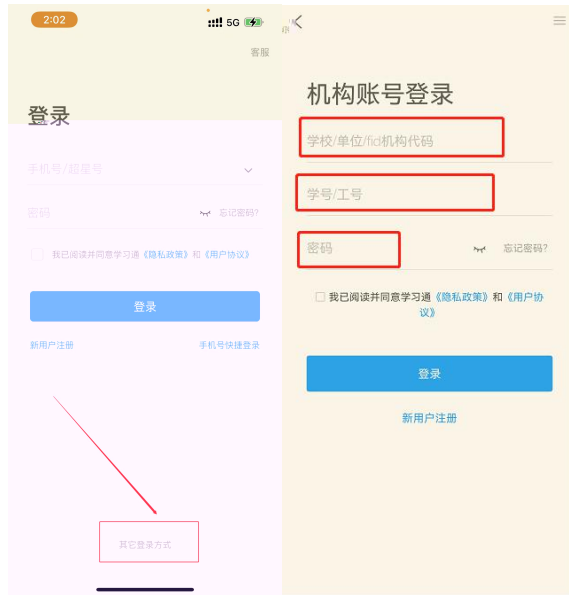 2:02
5G
客服
登录
手机号/超星号
密码
忘记密码?
我已阅读并同意学习通《隐私政策》和《用户协议》
登录
新用户注册
手机号快捷登录
其它登录方式
机构账号登录
学校/单位/fid机构代码
学号/工号
密码
忘记密码?
我已阅读并同意学习通《隐私政策》和《用户协
议》
登录
新用户注册